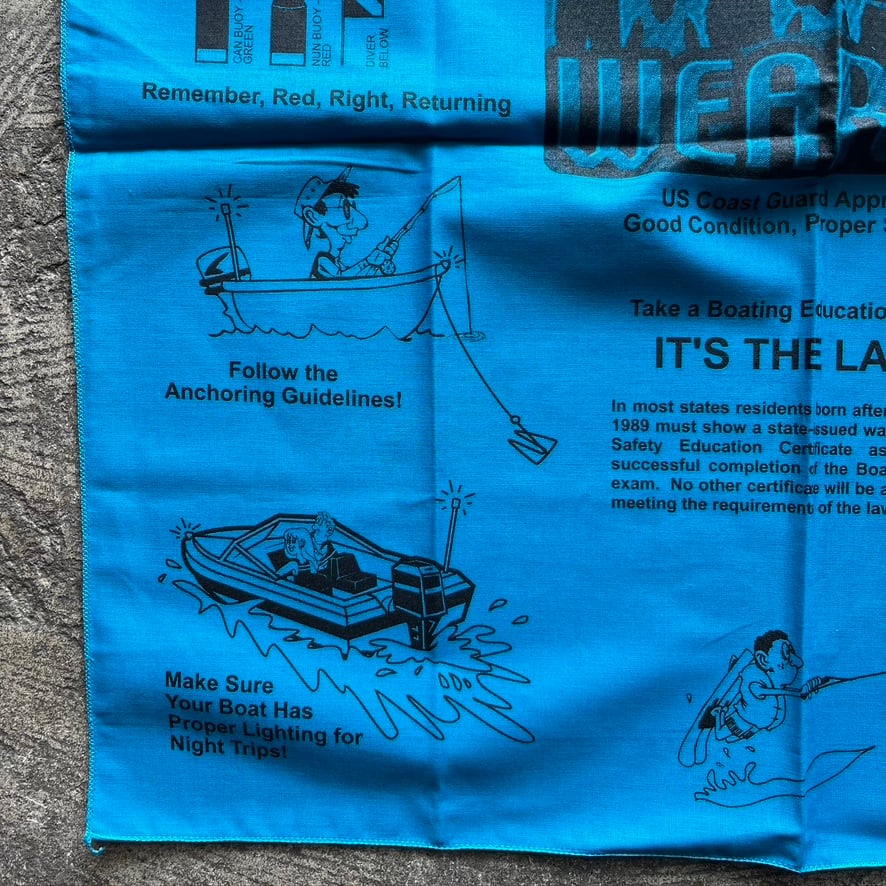 CAN BUOY -
GREEN
NUN BUOY -
RED
DIVER
BELOW
Remember, Red, Right, Returning
WEAR
US Coast Guard Appr
Good Condition, Proper
Follow the
Anchoring Guidelines!
Take a Boating Educatio
IT'S THE LA
In most states residents born after
1989 must show a state-issued wa
Safety Education Certificate as
successful completion of the Boa
exam. No other certificate will be a
meeting the requirement of the law
Make Sure
Your Boat Has
Proper Lighting for
Night Trips!